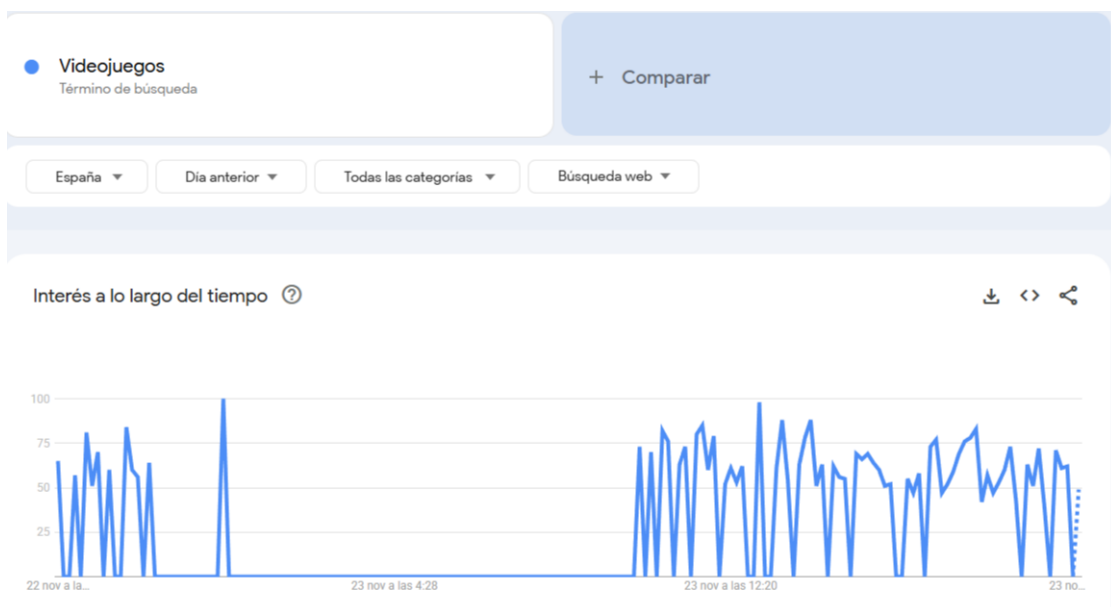 Videojuegos
Término de búsqueda
+ Comparar
España
Día anterior
Todas las categorías
Búsqueda web
Interés a lo largo del tiempo
100
75
50
25
22 nov a la...
23 nov a las 4:28
23 nov a las 12:20
23 no...